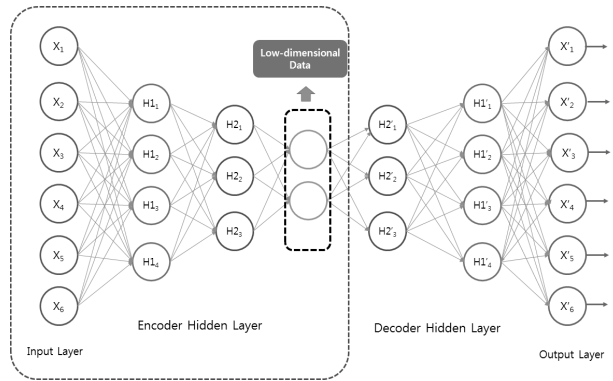 Low-dimensional
Data
X1
X2
X3
X4
X5
X6
H11
H12
H13
H14
H21
H22
H23
H2'1
H2'2
H2'3
H1'1
H1'2
H1'3
H1'4
X'1
X'2
X'3
X'4
X'5
X'6
Encoder Hidden Layer
Decoder Hidden Layer
Input Layer
Output Layer